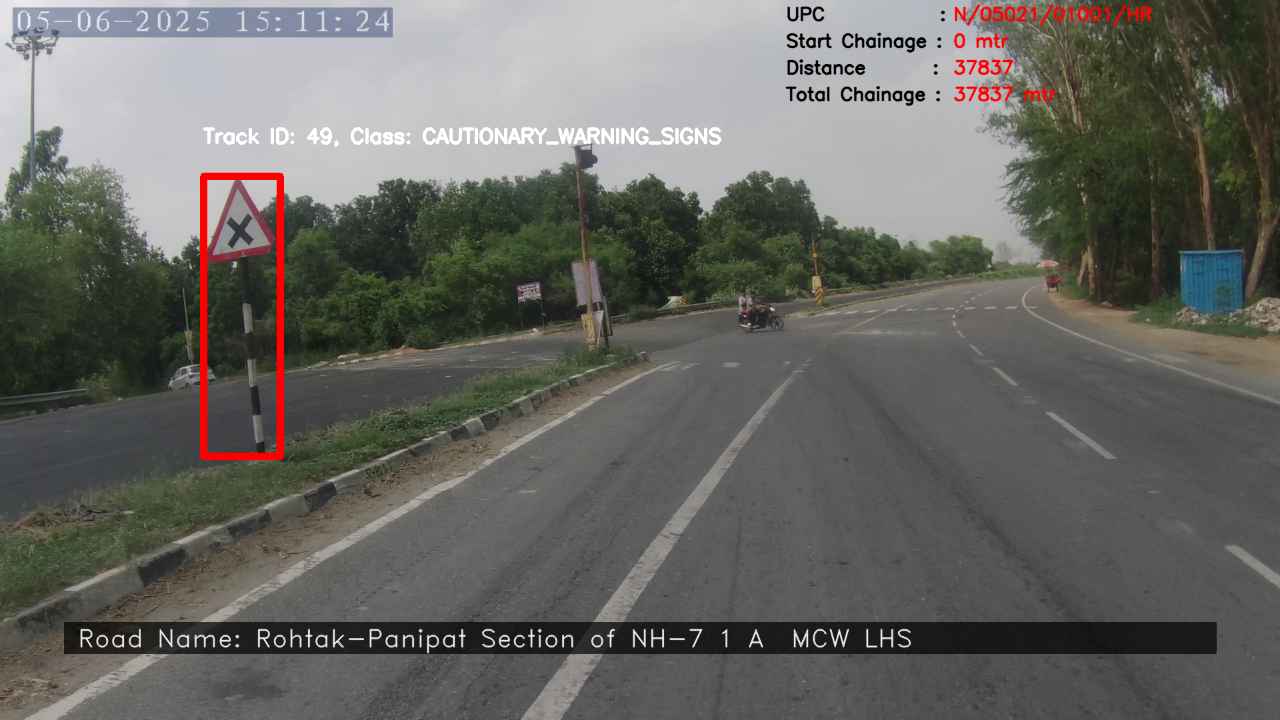 05-06-2025 15:11:24
UPC : N/05021/01001/HR
Start Chainage : 0 mtr
Distance : 37837
Total Chainage : 37837 mtr
Track ID: 49, Class: CAUTIONARY_WARNING_SIGNS
Road Name: Rohtak-Panipat Section of NH-7 1 A MCW LHS